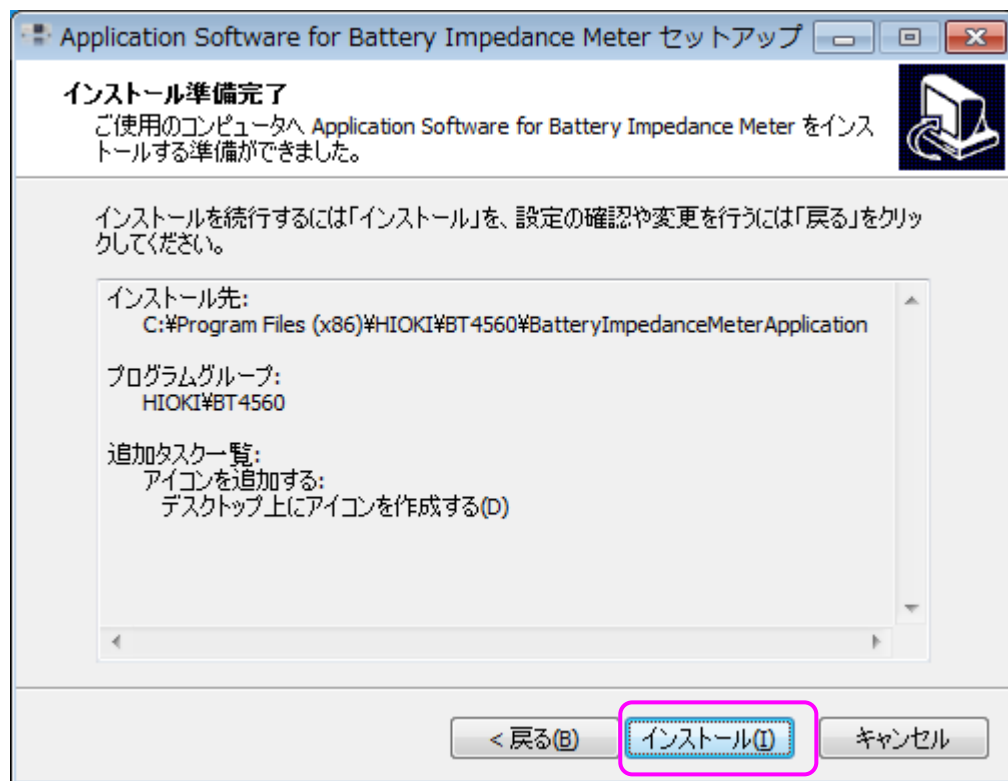 Application Software for Battery Impedance Meter セットアップ
インストール準備完了
ご使用のコンピュータへ Application Software for Battery Impedance Meter をインス
トールする準備ができました。
インストールを続行するには「インストール」を、設定の確認や変更を行うには「戻る」をクリッ
クしてください。
インストール先:
C:¥Program Files (x86)¥HIOKI¥BT4560¥BatteryImpedanceMeterApplication
プログラムグループ:
HIOKI¥BT4560
追加タスク一覧:
アイコンを追加する:
デスクトップ上にアイコンを作成する(D)
< 戻る(B)
インストール(I)
キャンセル